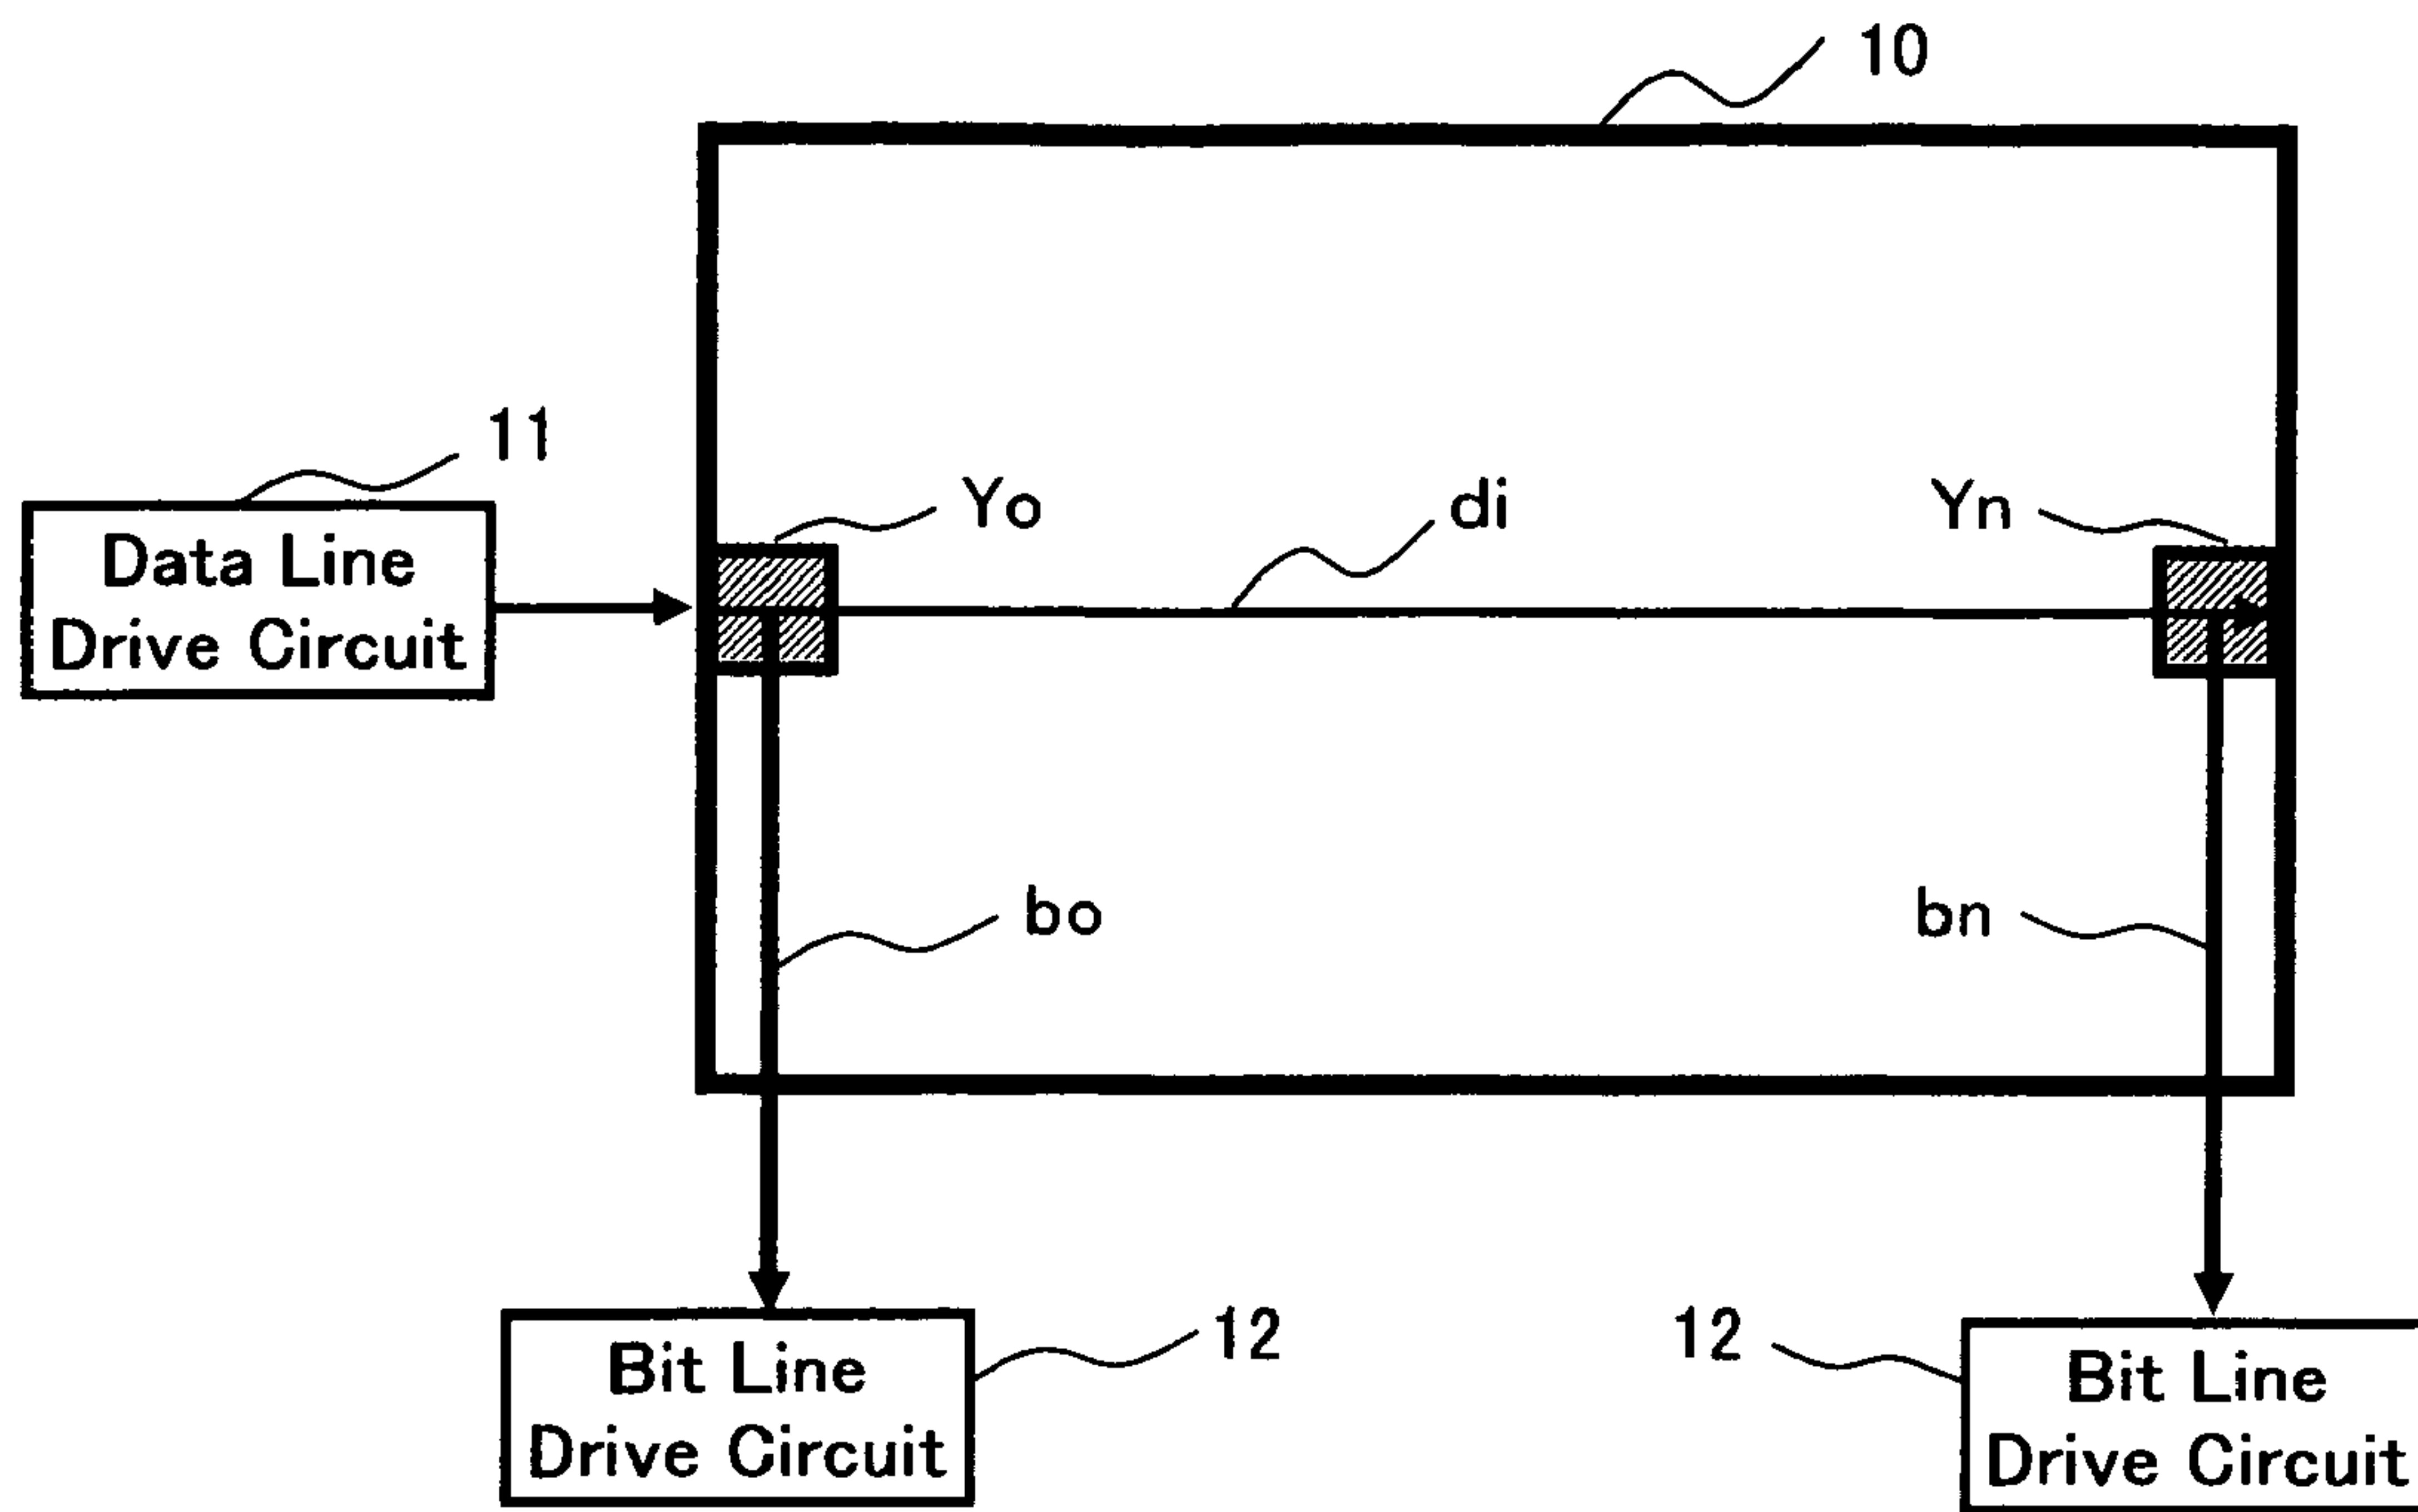 10
11
Data Line
Drive Circuit
Yo
di
Yn
bo
bn
12
12
Bit Line
Drive Circuit
Bit Line
Drive Circuit